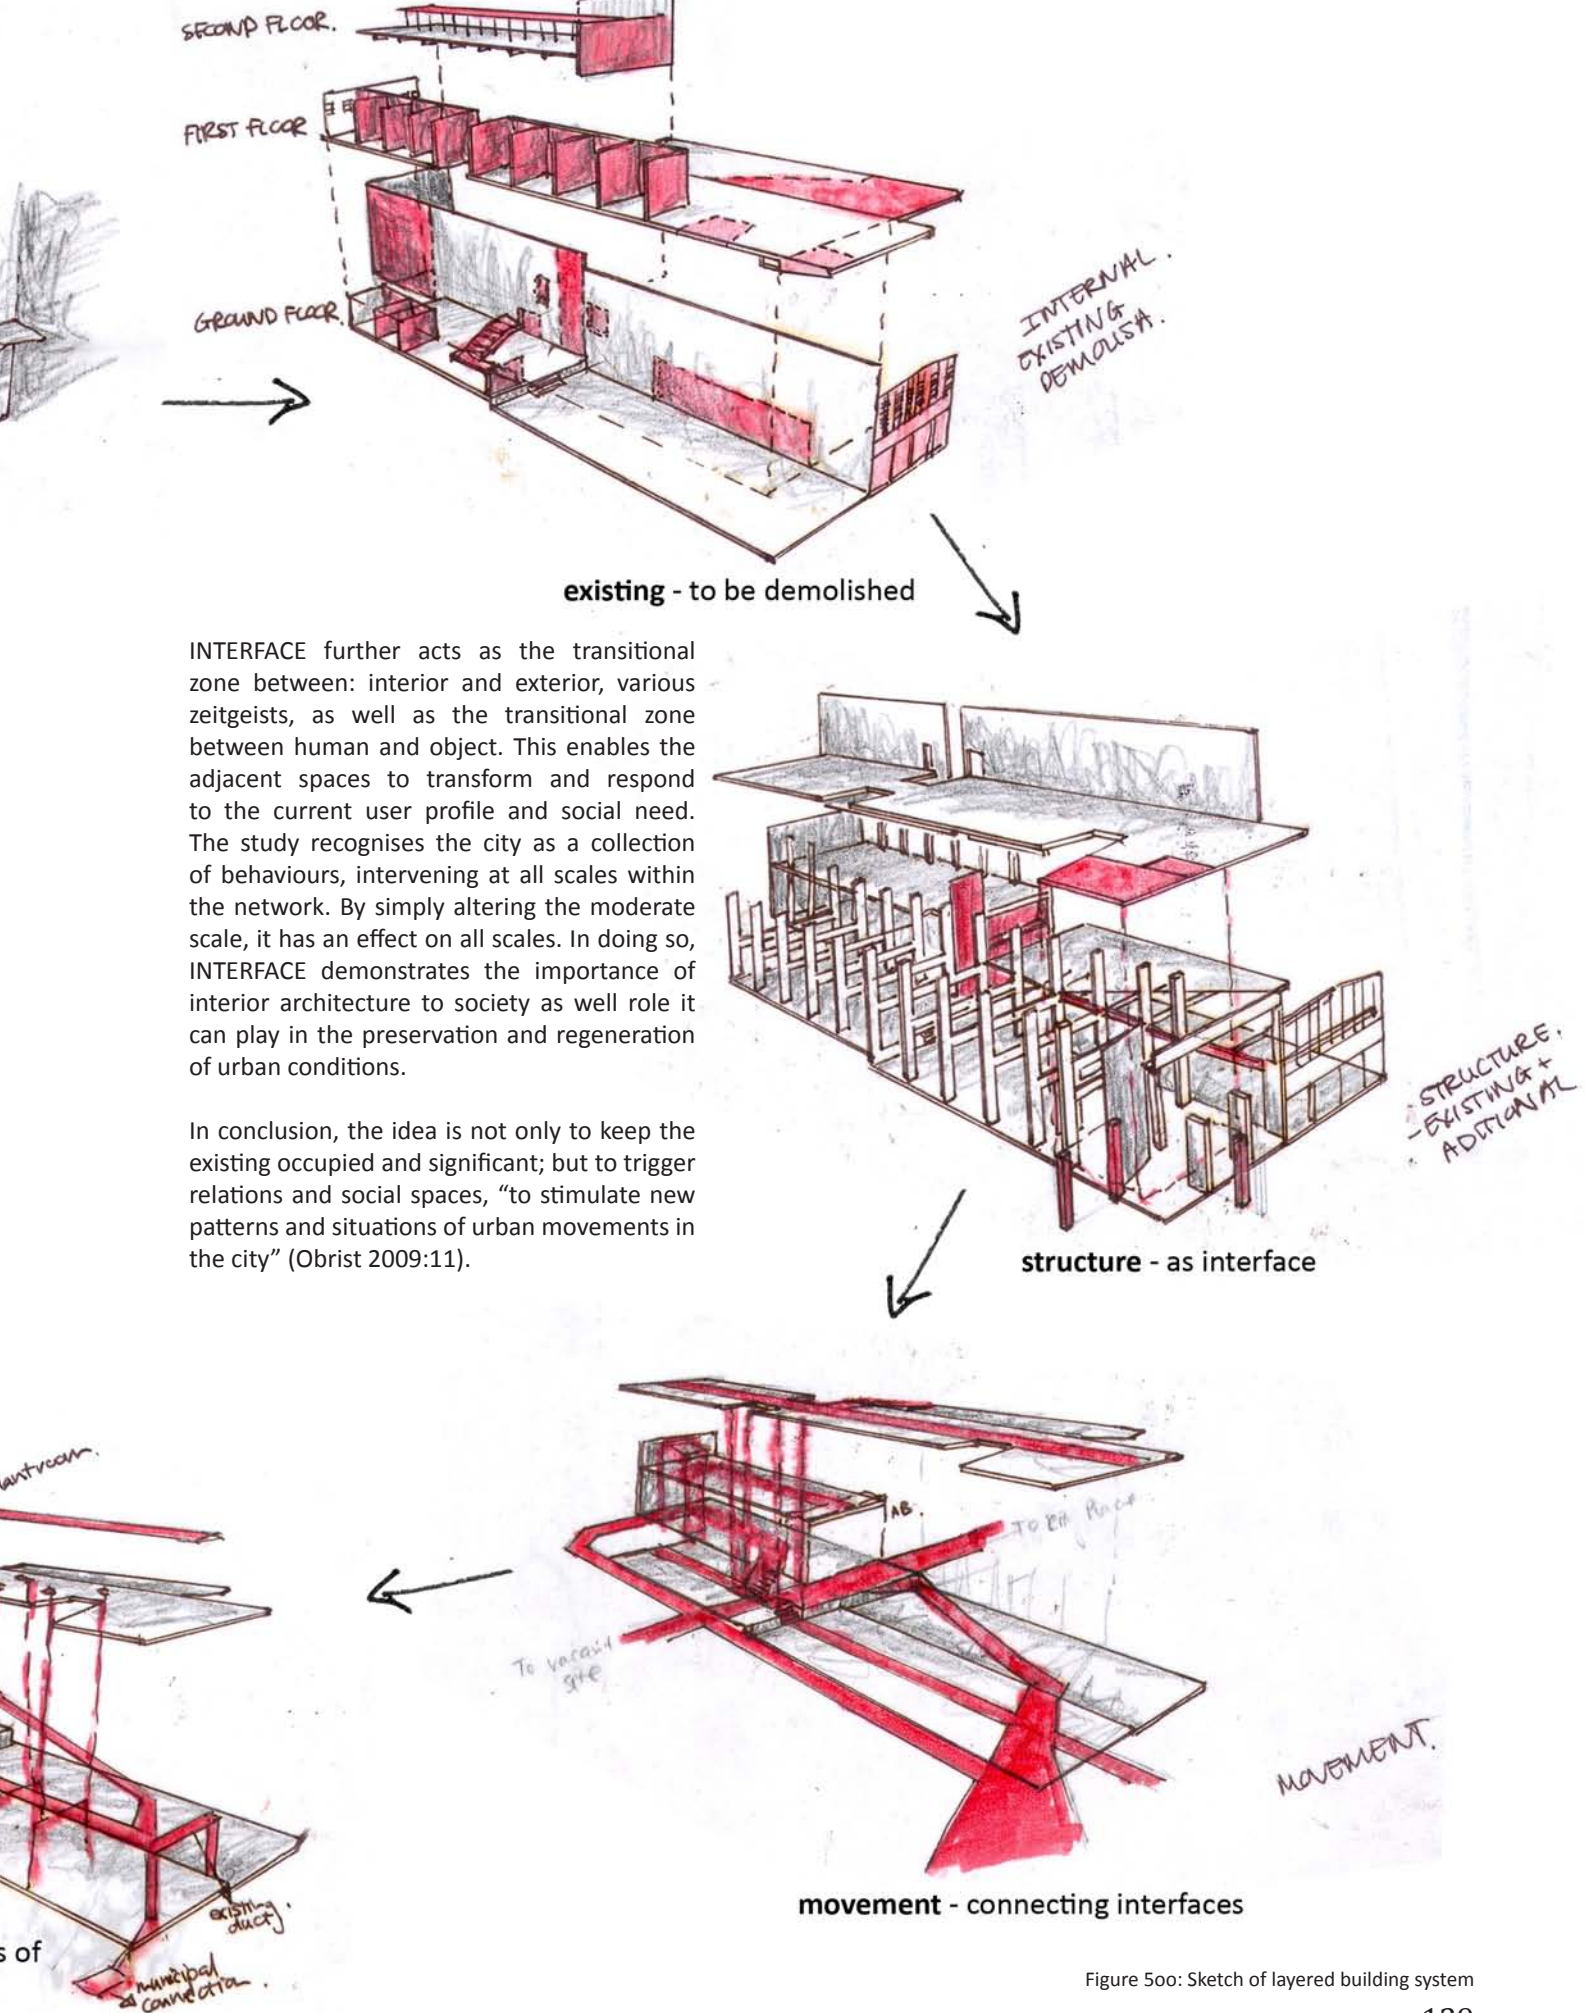 SECOND FLOOR.
FIRST FLOOR
GROUND FLOOR.
INTERNAL.
EXISTING
DEMOLISH.
existing - to be demolished
INTERFACE further acts as the transitional
zone between: interior and exterior, various
zeitgeists, as well as the transitional zone
between human and object. This enables the
adjacent spaces to transform and respond
to the current user profile and social need.
The study recognises the city as a collection
of behaviours, intervening at all scales within
the network. By simply altering the moderate
scale, it has an effect on all scales. In doing so,
INTERFACE demonstrates the importance of
interior architecture to society as well role it
can play in the preservation and regeneration
of urban conditions.
In conclusion, the idea is not only to keep the
existing occupied and significant; but to trigger
relations and social spaces, “to stimulate new
patterns and situations of urban movements in
the city” (Obrist 2009:11).
- STRUCTURE.
- EXISTING +
ADITIONAL
structure - as interface
AB.
To
To vacant
site
MOVEMENT.
movement - connecting interfaces
existing
duct
municipal
connection.
s of
Figure 5oo: Sketch of layered building system